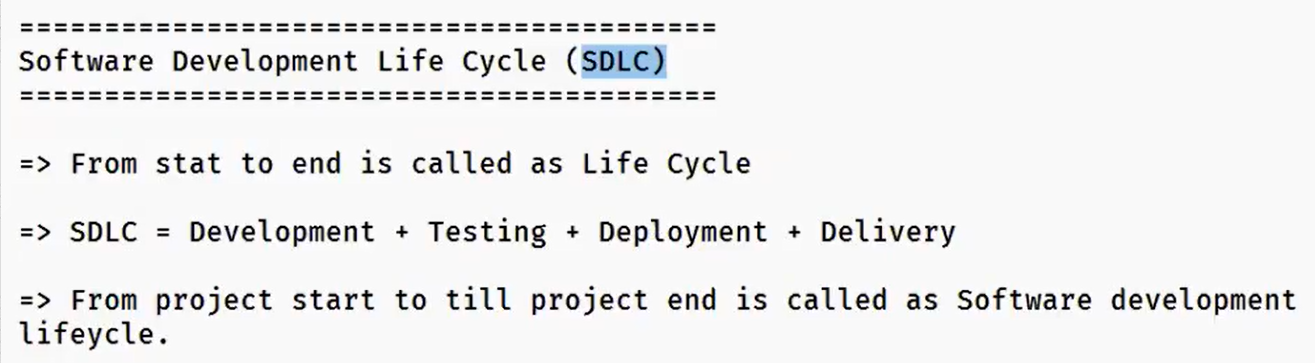 =========================================
Software Development Life Cycle (SDLC)
=========================================
=> From stat to end is called as Life Cycle
=> SDLC = Development + Testing + Deployment + Delivery
=> From project start to till project end is called as Software development
lifeycle.